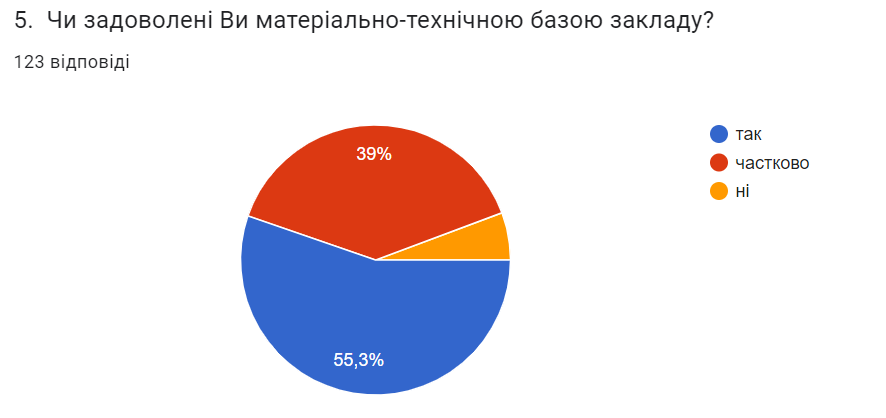 5. Чи задоволені Ви матеріально-технічною базою закладу?
123 відповіді
так
частково
ні
39%
55,3%